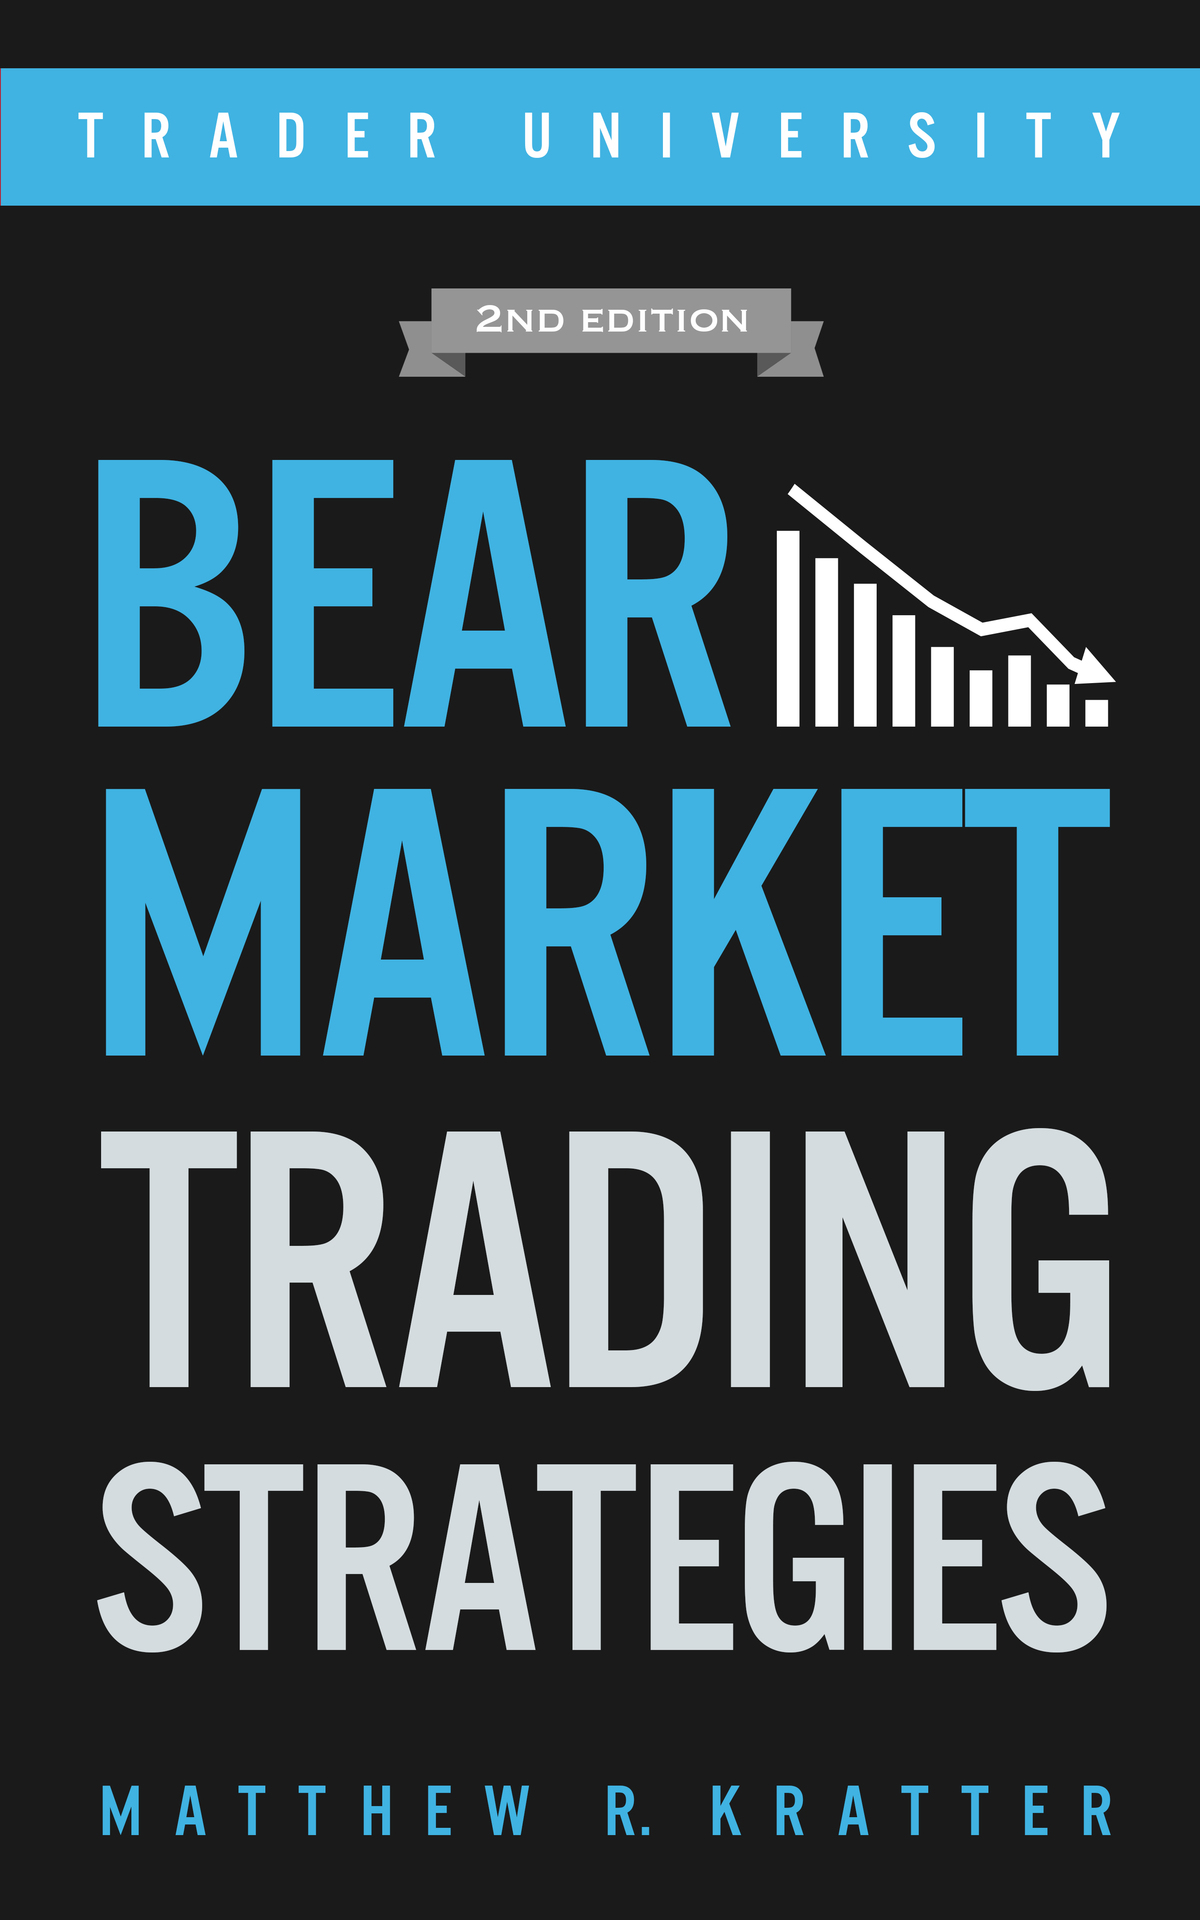 TRADER UNIVERSITY
2ND EDITION
BEAR
MARKET
TRADING
STRATEGIES
MATTHEW R. KRATTER